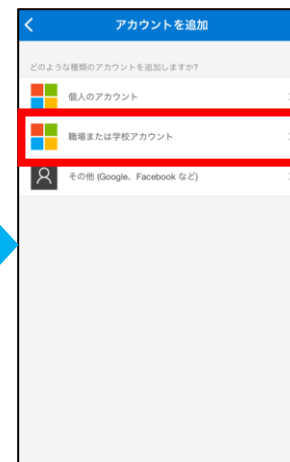 アカウントを追加
どのような種類のアカウントを追加しますか?
個人のアカウント
職場または学校アカウント
その他 (Google、Facebook など)